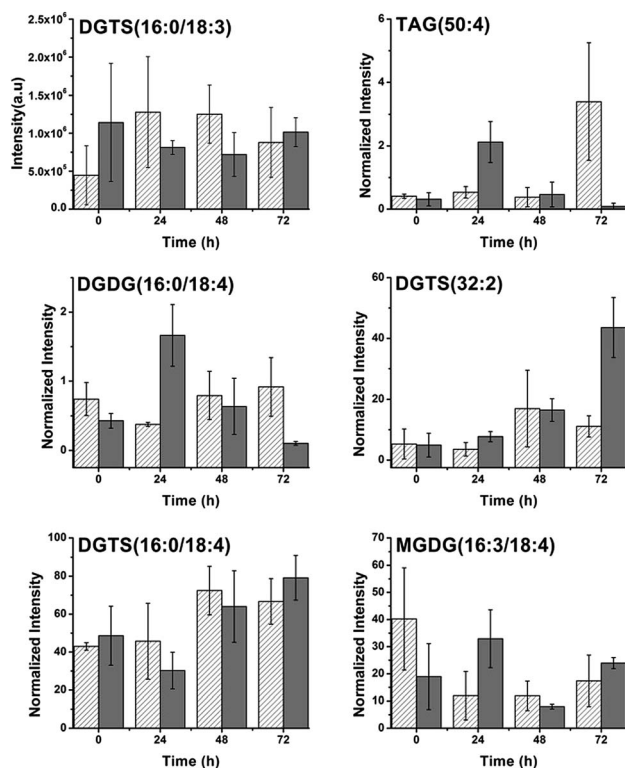 DGTS(16:0/18:3)
Intensity(a.u)
2.5x10⁶
2.0x10⁶
1.5x10⁶
1.0x10⁶
5.0x10⁵
0.0
0 24 48 72
Time (h)
TAG(50:4)
Normalized Intensity
6
4
2
0
0 24 48 72
Time (h)
DGDG(16:0/18:4)
Normalized Intensity
2
1
0
0 24 48 72
Time (h)
DGTS(32:2)
Normalized Intensity
60
40
20
0
0 24 48 72
Time (h)
DGTS(16:0/18:4)
Normalized Intensity
100
80
60
40
20
0
0 24 48 72
Time (h)
MGDG(16:3/18:4)
Normalized Intensity
70
60
50
40
30
20
10
0
0 24 48 72
Time (h)